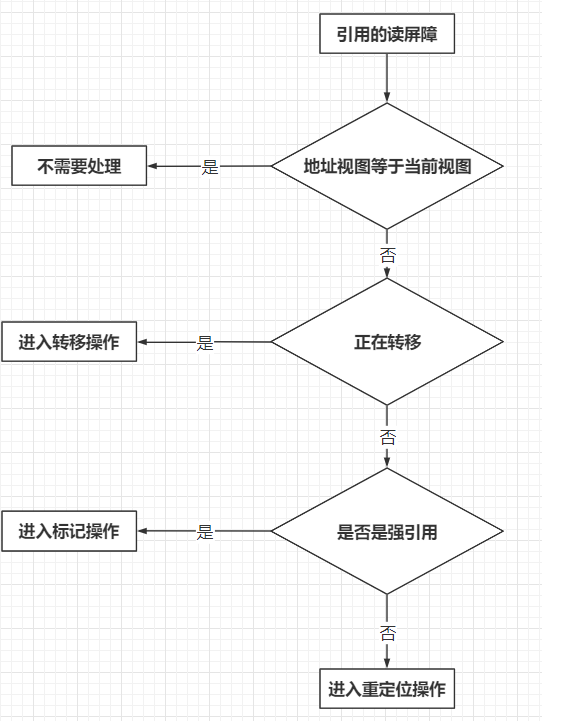 引用的读屏障
地址视图等于当前视图
是
不需要处理
否
正在转移
是
进入转移操作
否
是否是强引用
是
进入标记操作
否
进入重定位操作